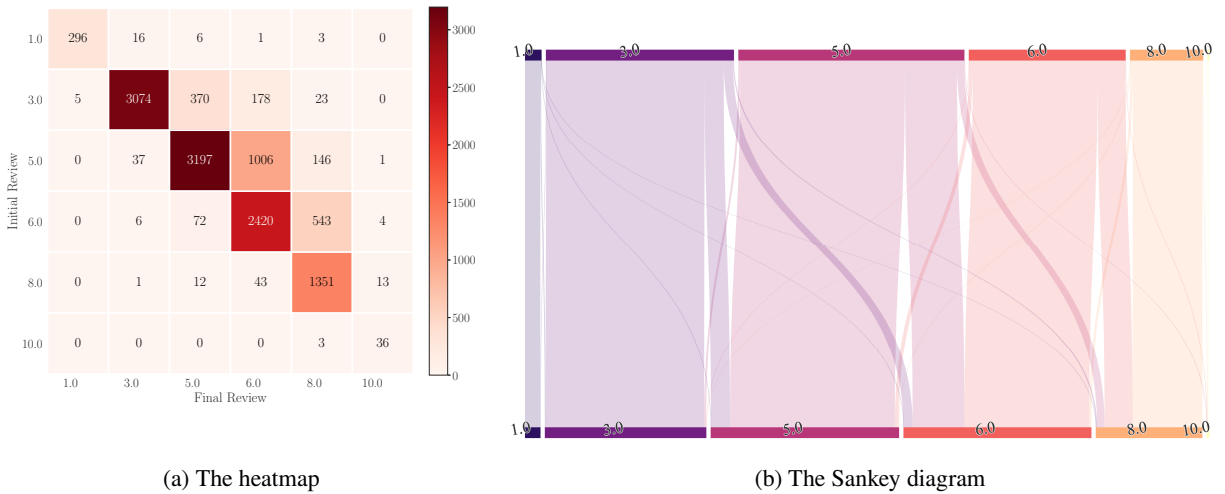 1.0 296 16 6 1 3 0
3.0 5 3074 370 178 23 0
5.0 0 37 3197 1006 146 1
6.0 0 6 72 2420 543 4
8.0 0 1 12 43 1351 13
10.0 0 0 0 0 3 36
1.0 3.0 5.0 6.0 8.0 10.0
Initial Review
Final Review
3000
2500
2000
1500
1000
500
0
1.0 3.0 5.0 6.0 8.0 10.0
1.0 3.0 5.0 6.0 8.0 10.0
(a) The heatmap
(b) The Sankey diagram